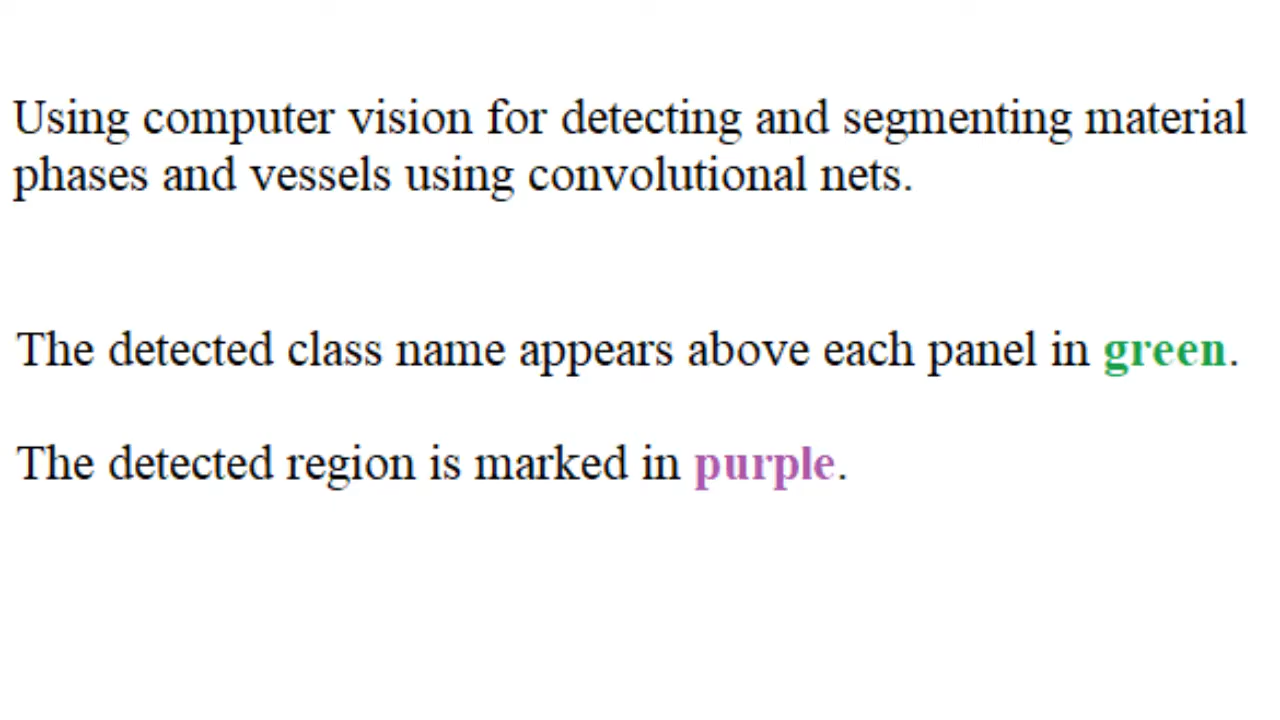 Using computer vision for detecting and segmenting material
phases and vessels using convolutional nets.
The detected class name appears above each panel in green.
The detected region is marked in purple.